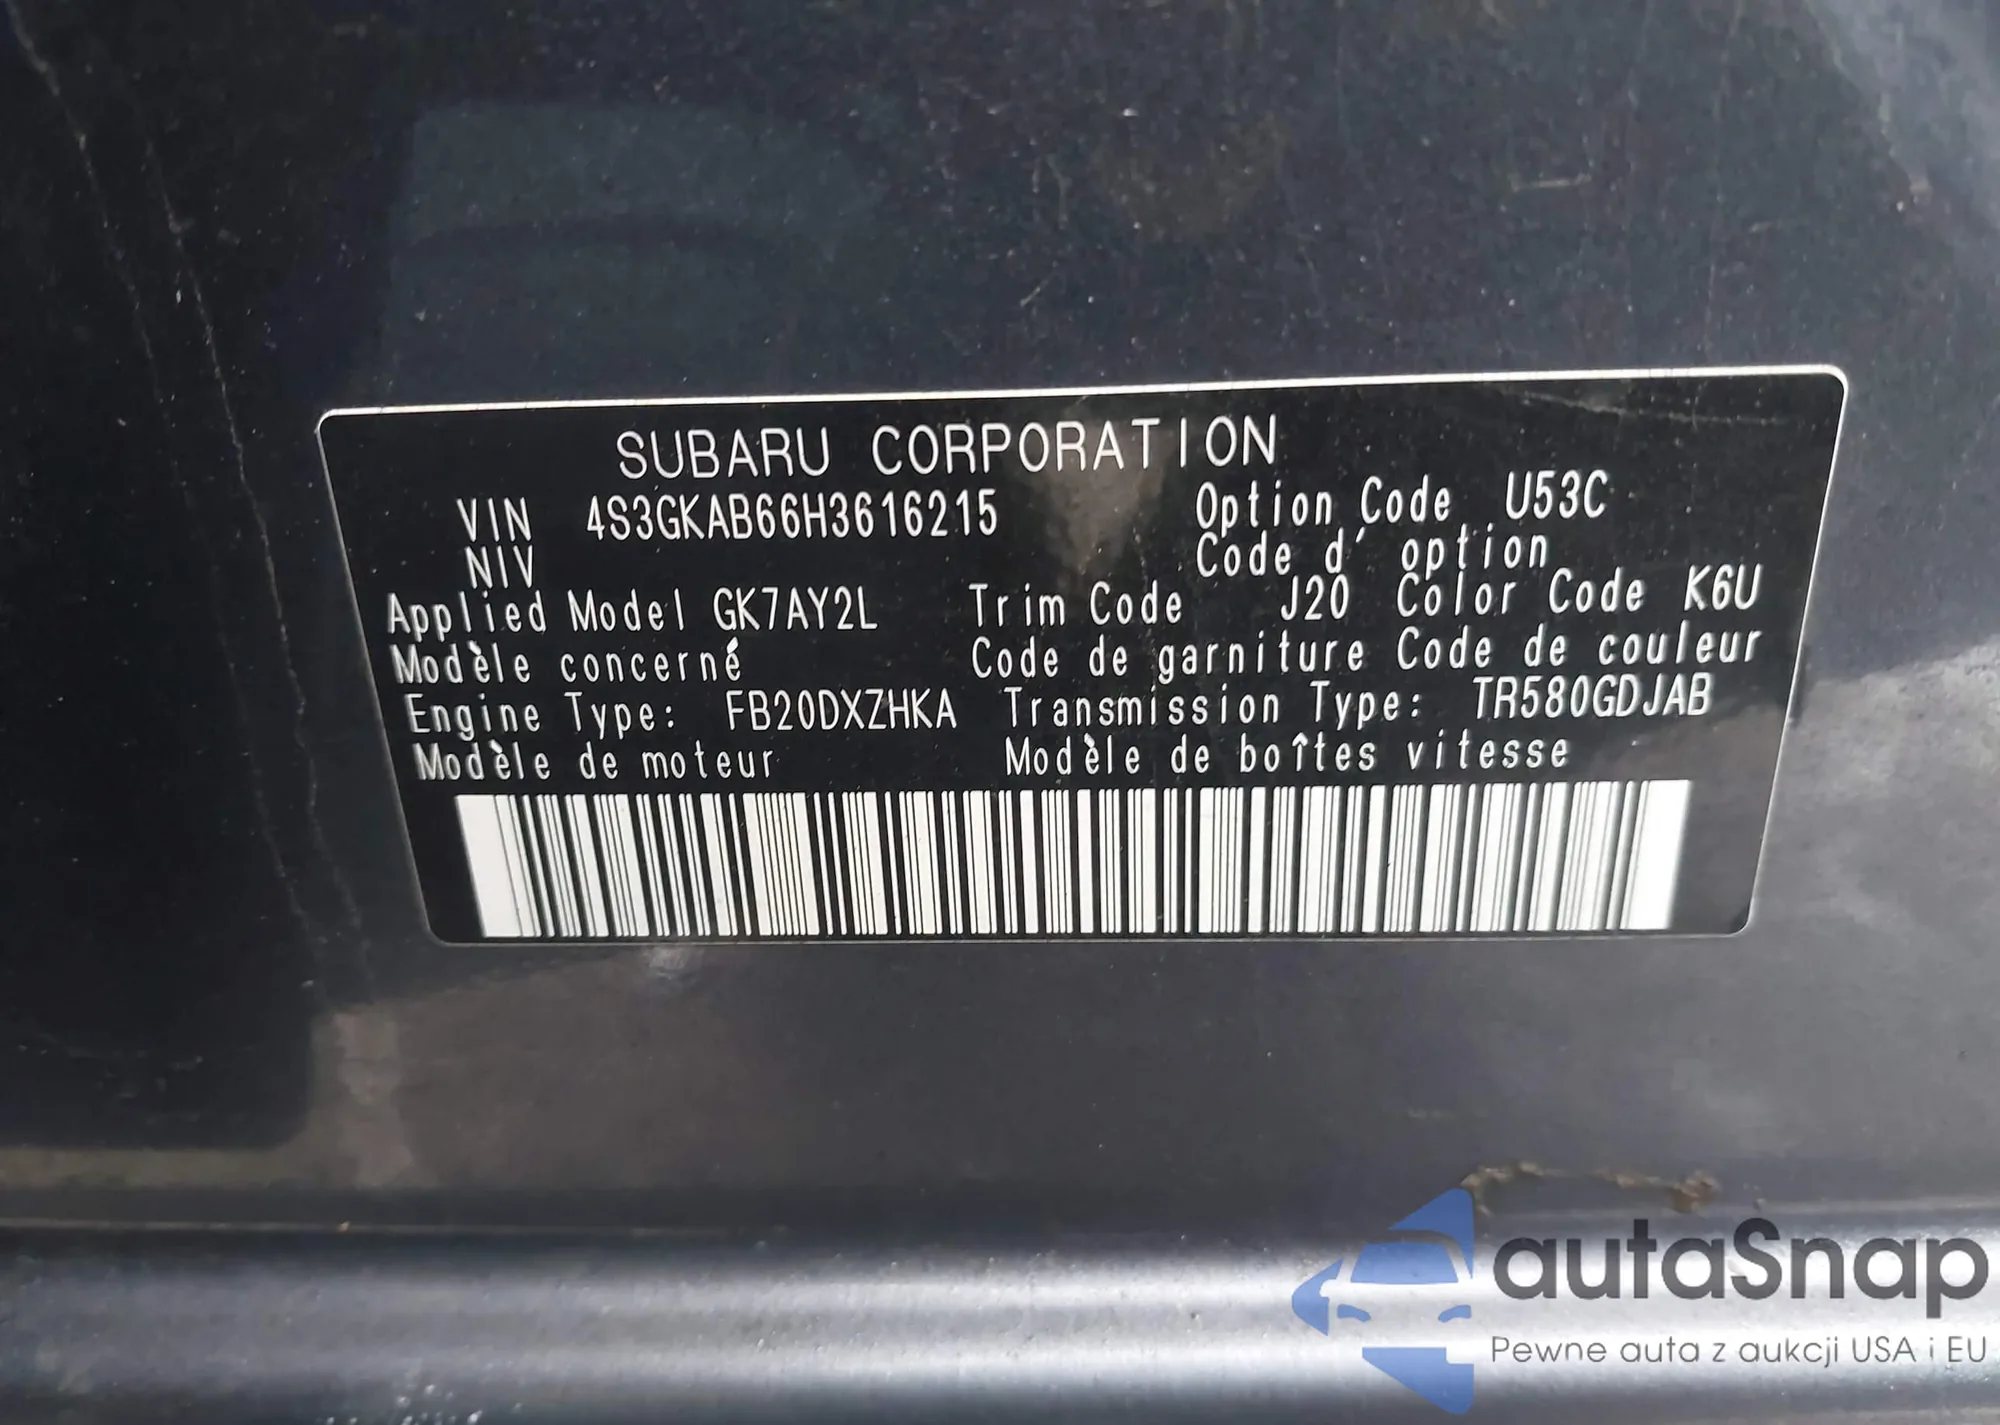 SUBARU CORPORATION
VIN 4S3GKAB66H3616215 Option Code U53C
NIV Code d' option
Applied Model GK7AY2L Trim Code J20 Color Code K6U
Modèle concerné Code de garniture Code de couleur
Engine Type: FB20DXZHKA Transmission Type: TR580GDJAB
Modèle de moteur Modèle de boîtes vitesse
autaSnap
Pewne auta z aukcji USA i EU